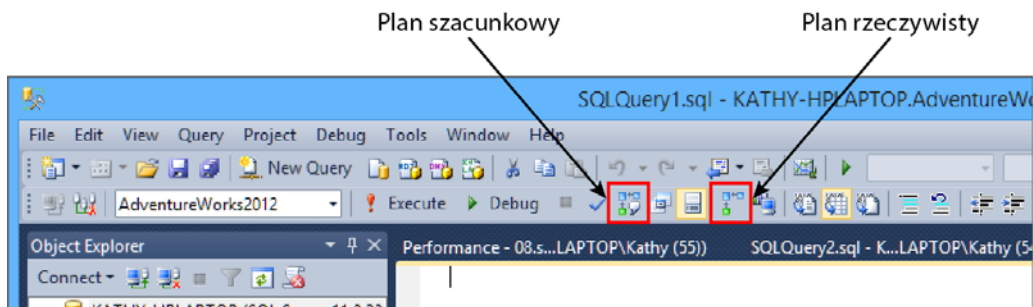 Plan szacunkowy Plan rzeczywisty
SQLQuery1.sql - KATHY-HPLAPTOP.AdventureWo
File Edit View Query Project Debug Tools Window Help
New Query
AdventureWorks2012 Execute Debug
Object Explorer Performance - 08.s...LAPTOP\Kathy (55)) SQLQuery2.sql - K...LAPTOP\Kathy (54
Connect